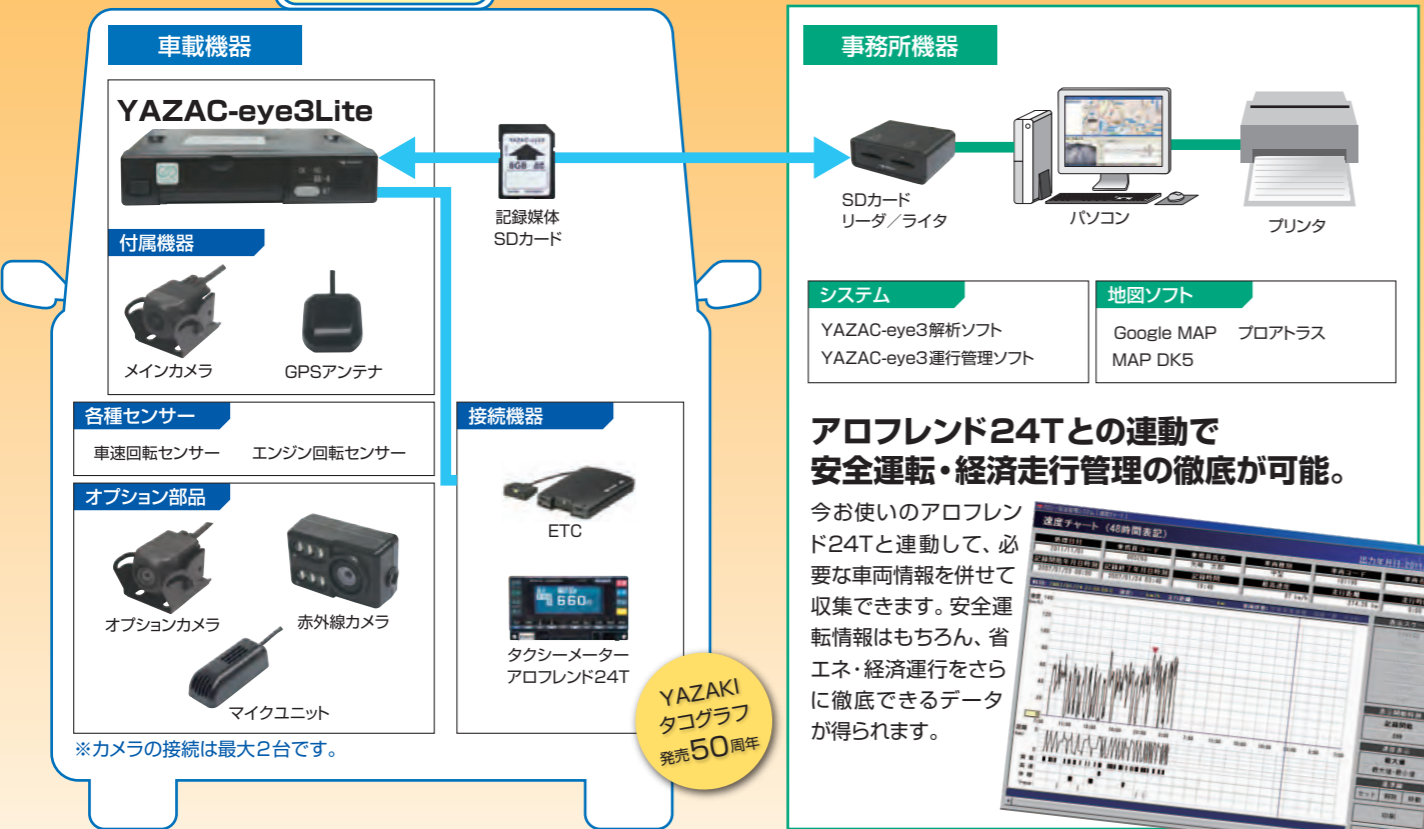 車載機器
YAZAC-eye3Lite
付属機器
メインカメラ
GPSアンテナ
記録媒体
SDカード
各種センサー
車速回転センサー
エンジン回転センサー
オプション部品
オプションカメラ
赤外線カメラ
マイクユニット
※カメラの接続は最大2台です。
接続機器
ETC
タクシーメーター
アロフレンド24T
YAZAKI
タコグラフ
発売50周年
事務所機器
SDカード
リーダ／ライタ
パソコン
プリンタ
システム
YAZAC-eye3解析ソフト
YAZAC-eye3運行管理ソフト
地図ソフト
Google MAP プロアトラス
MAP DK5
アロフレンド24Tとの連動で
安全運転・経済走行管理の徹底が可能。
今お使いのアロフレン
ド24Tと連動して、必
要な車両情報を併せて
収集できます。安全運
転情報はもちろん、省
エネ・経済運行をさら
に徹底できるデータ
が得られます。
速度チャート（48時間表記）